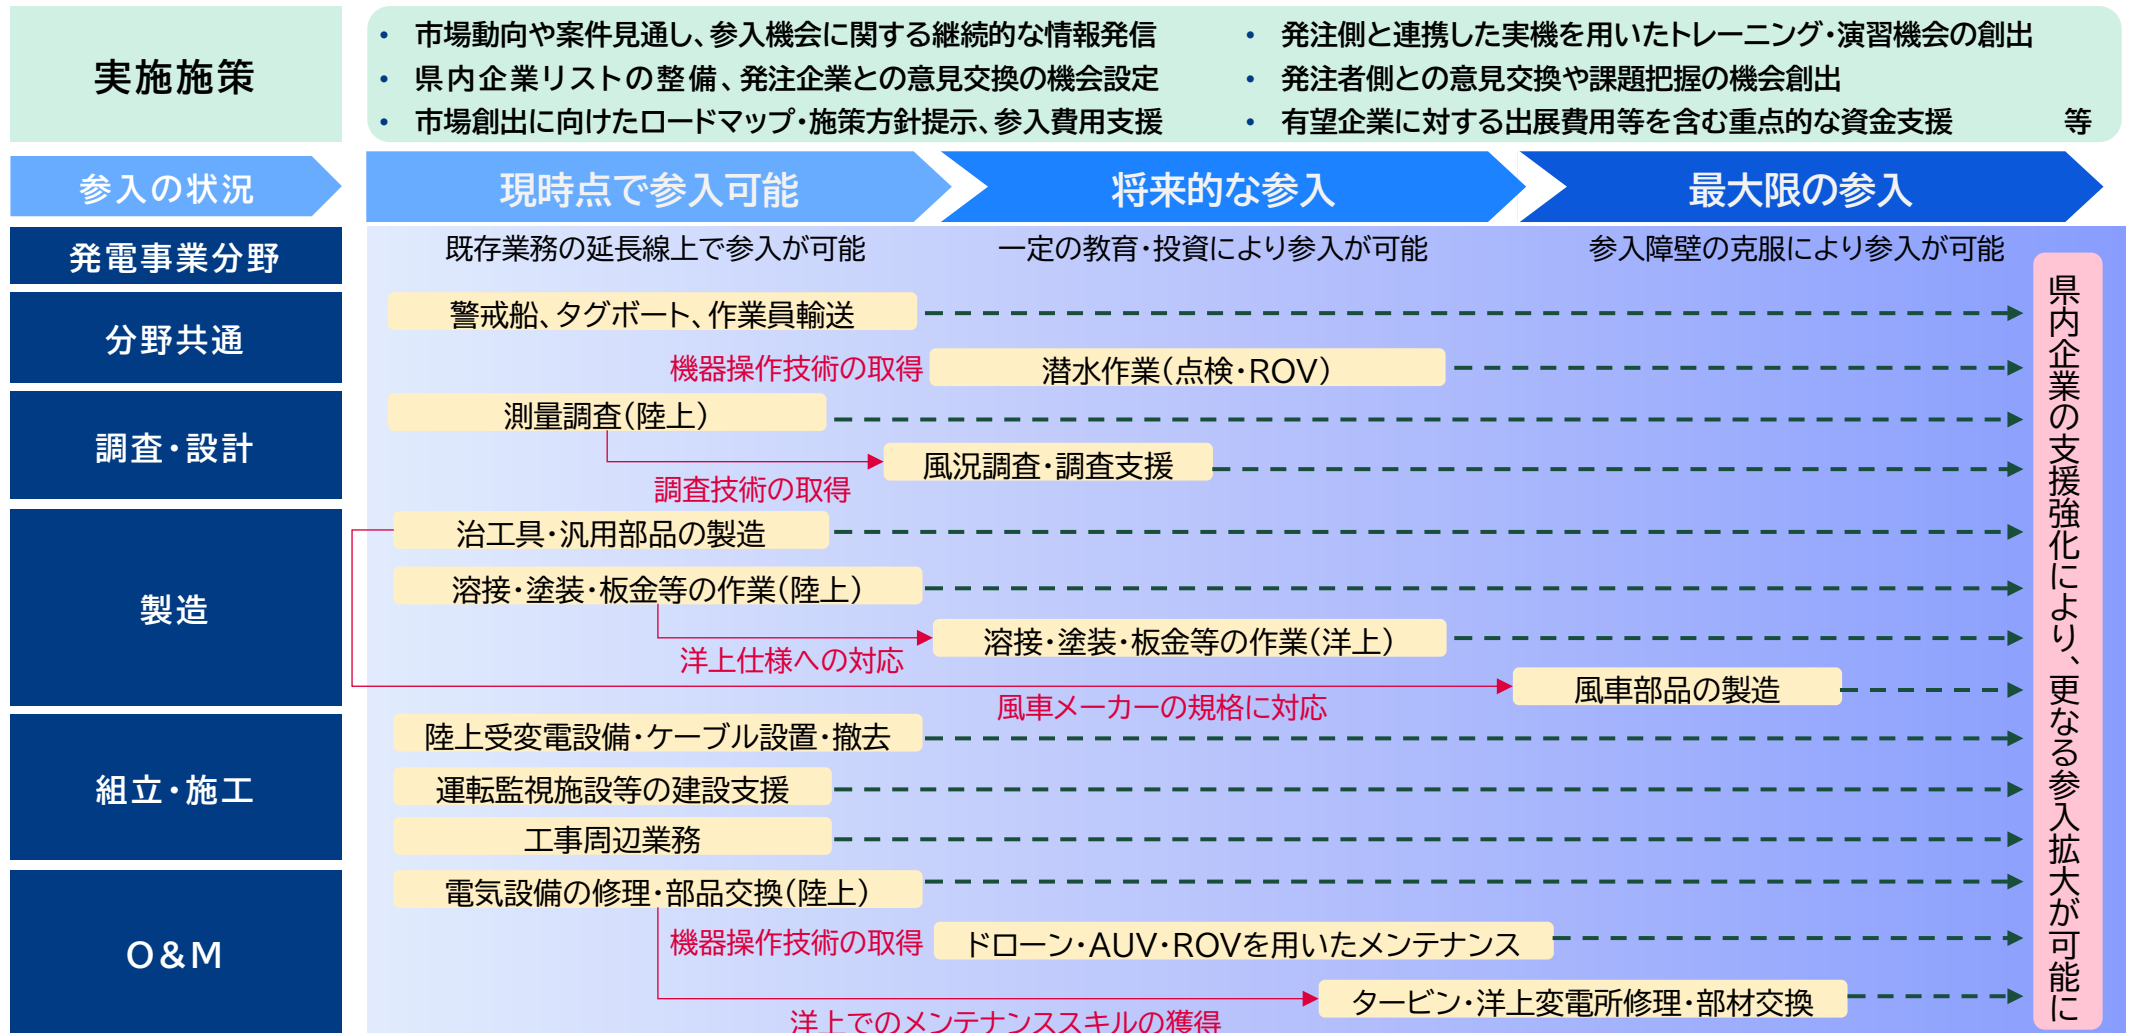 実施施策
・ 市場動向や案件見通し、参入機会に関する継続的な情報発信
・ 県内企業リストの整備、発注企業との意見交換の機会設定
・ 市場創出に向けたロードマップ・施策方針提示、参入費用支援
・ 発注側と連携した実機を用いたトレーニング・演習機会の創出
・ 発注者側との意見交換や課題把握の機会創出
・ 有望企業に対する出展費用等を含む重点的な資金支援 等
参入の状況
現時点で参入可能
将来的な参入
最大限の参入
発電事業分野
既存業務の延長線上で参入が可能
一定の教育・投資により参入が可能
参入障壁の克服により参入が可能
分野共通
警戒船、タグボート、作業員輸送
機器操作技術の取得
潜水作業(点検・ROV)
調査・設計
測量調査(陸上)
風況調査・調査支援
調査技術の取得
製造
治工具・汎用部品の製造
溶接・塗装・板金等の作業(陸上)
溶接・塗装・板金等の作業(洋上)
洋上仕様への対応
風車部品の製造
風車メーカーの規格に対応
組立・施工
陸上受変電設備・ケーブル設置・撤去
運転監視施設等の建設支援
工事周辺業務
O&M
電気設備の修理・部品交換(陸上)
機器操作技術の取得
ドローン・AUV・ROVを用いたメンテナンス
タービン・洋上変電所修理・部材交換
洋上でのメンテナンススキルの獲得
県内企業の支援強化により、更なる参入拡大が可能に